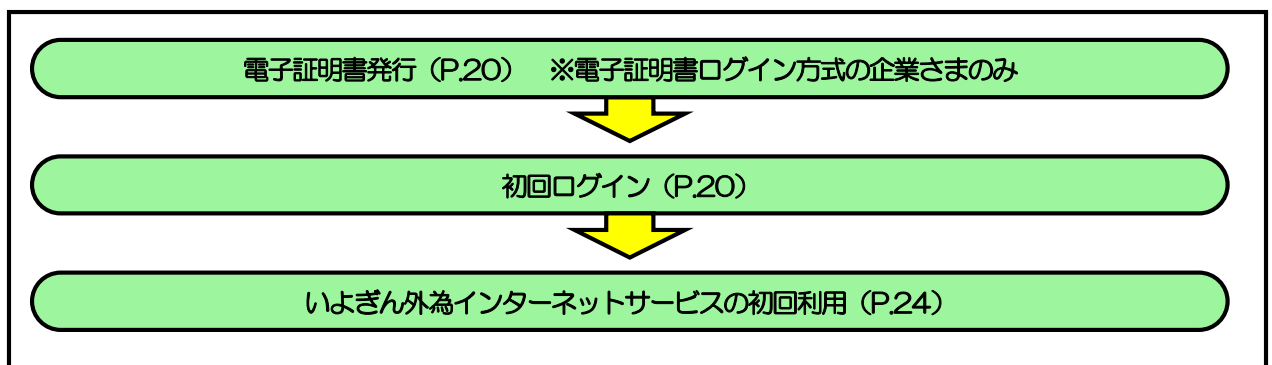 電子証明書発行（P.20）　※電子証明書ログイン方式の企業さまのみ
初回ログイン（P.20）
いよぎん外為インターネットサービスの初回利用（P.24）